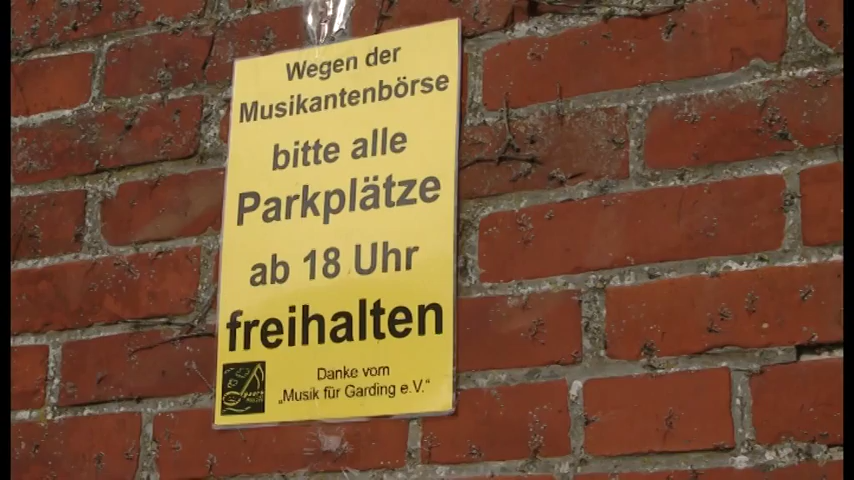 Wegen der
Musikantenbörse
bitte alle
Parkplätze
ab 18 Uhr
freihalten
Danke vom
„Musik für Garding e.V.“